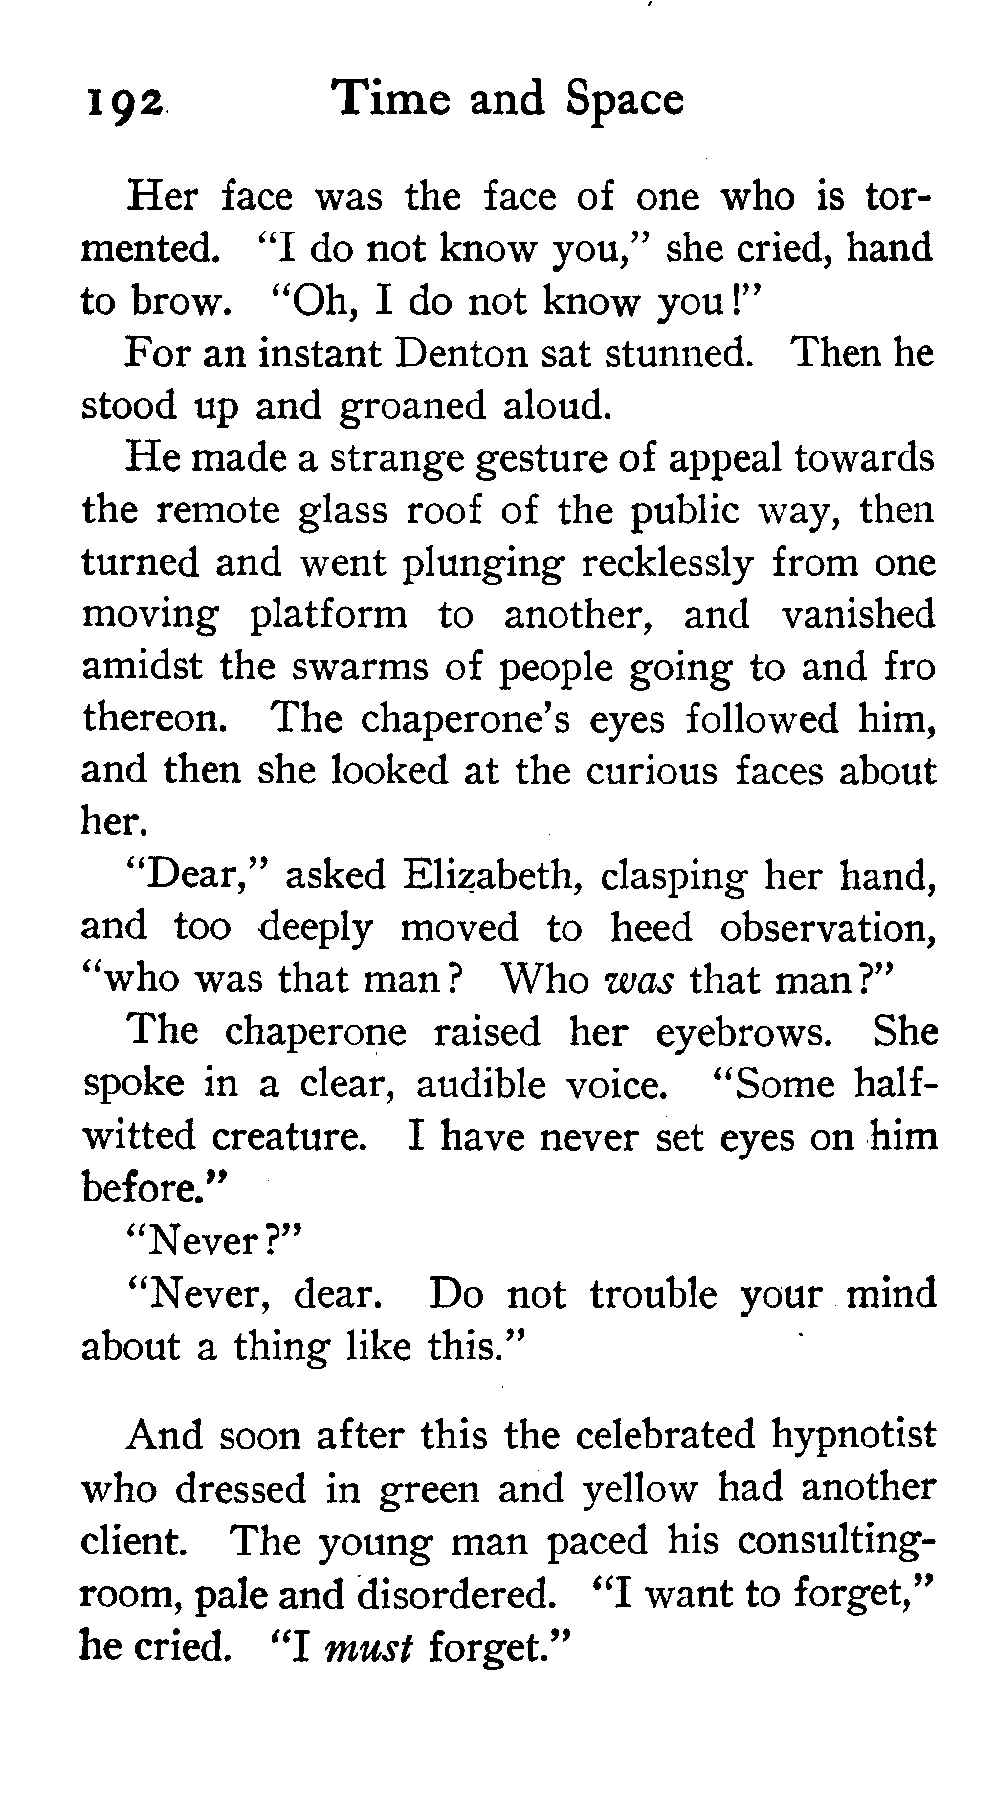 192 Time and Space
Her face was the face of one who is tor-
mented. “I do not know you,” she cried, hand
to brow. “Oh, I do not know you!”
For an instant Denton sat stunned. Then he
stood up and groaned aloud.
He made a strange gesture of appeal towards
the remote glass roof of the public way, then
turned and went plunging recklessly from one
moving platform to another, and vanished
amidst the swarms of people going to and fro
thereon. The chaperone’s eyes followed him,
and then she looked at the curious faces about
her.
“Dear,” asked Elizabeth, clasping her hand,
and too deeply moved to heed observation,
“who was that man? Who was that man?”
The chaperone raised her eyebrows. She
spoke in a clear, audible voice. “Some half-
witted creature. I have never set eyes on him
before.”
“Never?”
“Never, dear. Do not trouble your mind
about a thing like this.”
And soon after this the celebrated hypnotist
who dressed in green and yellow had another
client. The young man paced his consulting-
room, pale and disordered. “I want to forget,”
he cried. “I must forget.”